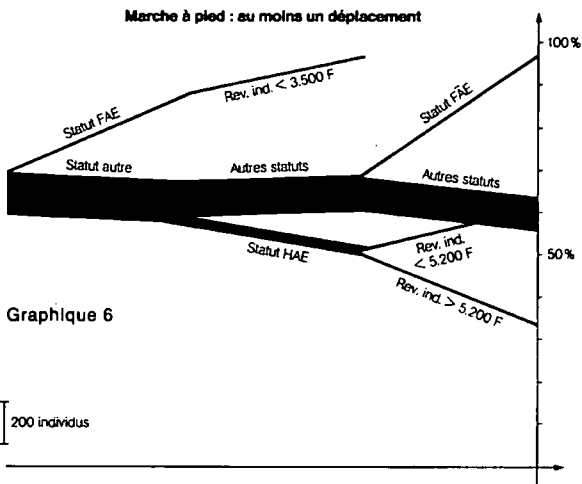 Marche à pied : au moins un déplacement
100%
Rev. ind. < 3.500 F
Statut FAE
Statut FAE
Statut autre
Autres statuts
Autres statuts
Statut HAE
Rev. ind.
< 5.200 F
50%
Rev. ind. > 5.200 F
Graphique 6
200 individus